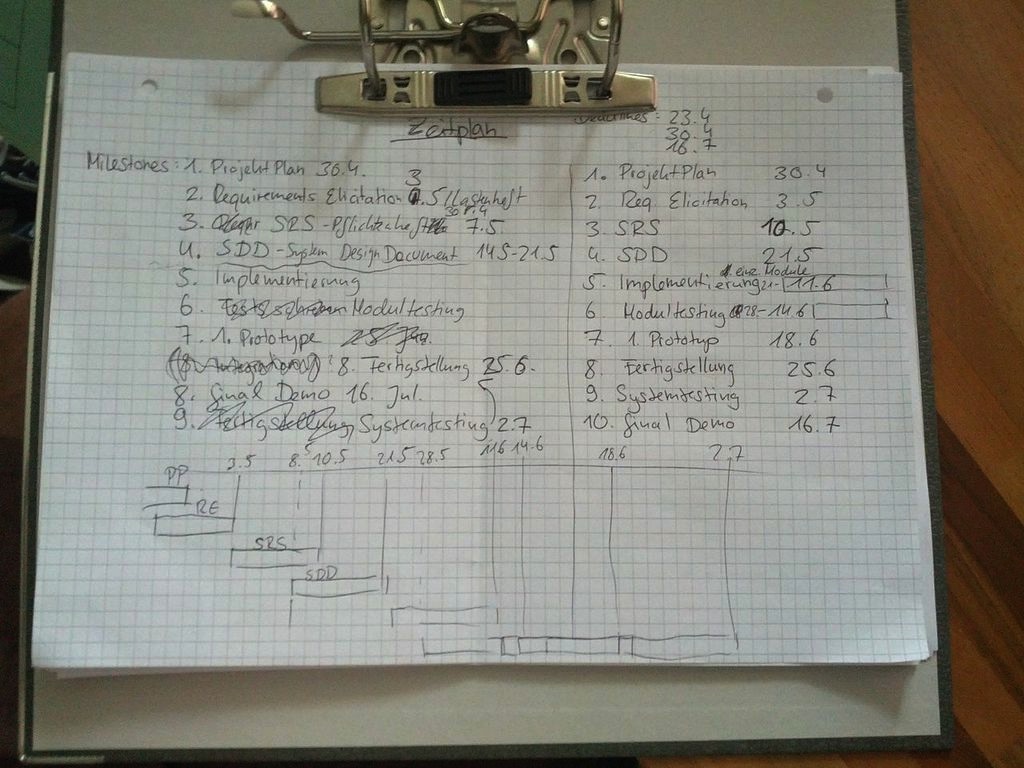 Zeitplan
Deadlines: 23.4
30.4
16.7
Milestones: 1. ProjektPlan 30.4.
2. Requirements Elicitation 3.5 / Lastenheft
30.4
3. SRS - Pflichtenheft 7.5.
4. SDD - System Design Document 14.5-21.5
5. Implementierung
6. Modultesting
7. 1. Prototype
8. Fertigstellung 25.6.
8. final Demo 16. Jul.
9. Systemtesting 2.7
1. ProjektPlan 30.4
2. Req. Elicitation 3.5
3. SRS 10.5
4. SDD 21.5
einz. Module
5. Implementierung 21-11.6
6. Modultesting 28-14.6
7. 1. Prototyp 18.6
8. Fertigstellung 25.6
9. Systemtesting 2.7
10. final Demo 16.7
3.5 8.5 10.5 21.5 28.5 11.6 14.6 18.6 2.7
PP
RE
SRS
SDD